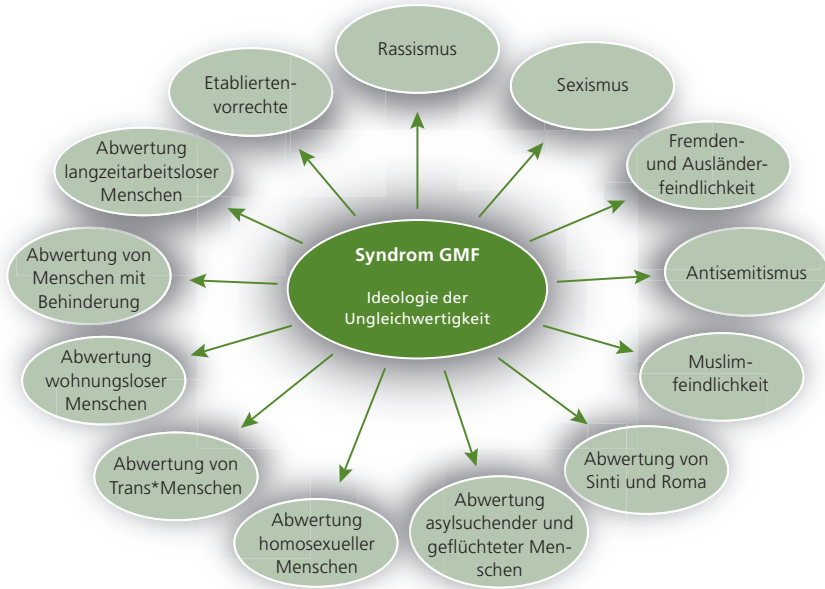 Rassismus
Sexismus
Fremden-
und Ausländer-
feindlichkeit
Antisemitismus
Muslim-
feindlichkeit
Abwertung von
Sinti und Roma
Abwertung
asylsuchender und
geflüchteter Men-
schen
Abwertung
homosexueller
Menschen
Abwertung von
Trans*Menschen
Abwertung
wohnungsloser
Menschen
Abwertung von
Menschen mit
Behinderung
Abwertung
langzeitarbeitsloser
Menschen
Etablierten-
vorrechte
Syndrom GMF
Ideologie der
Ungleichwertigkeit